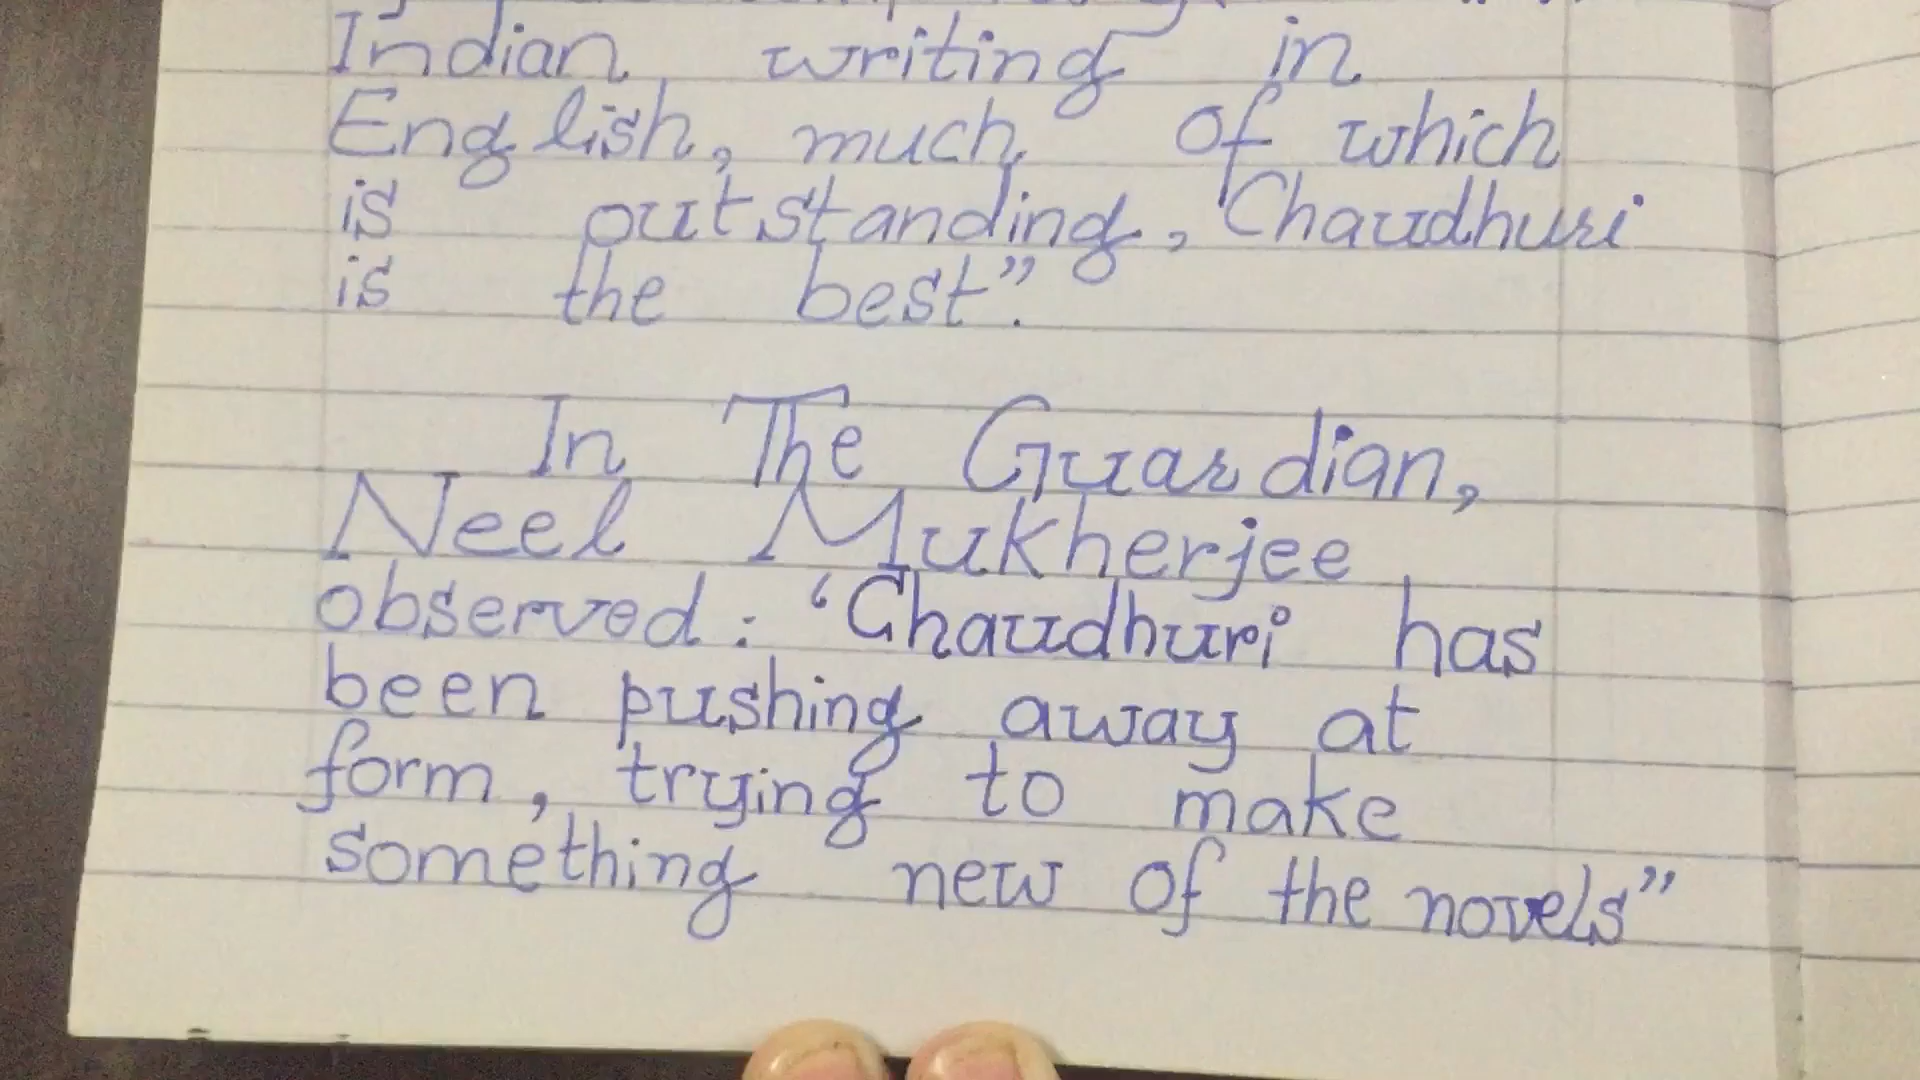 Indian writing in
English, much of which
is outstanding, Chaudhuri
is the best”.
In The Guardian,
Neel Mukherjee
observed: ‘Chaudhuri has
been pushing away at
form, trying to make
something new of the novels”